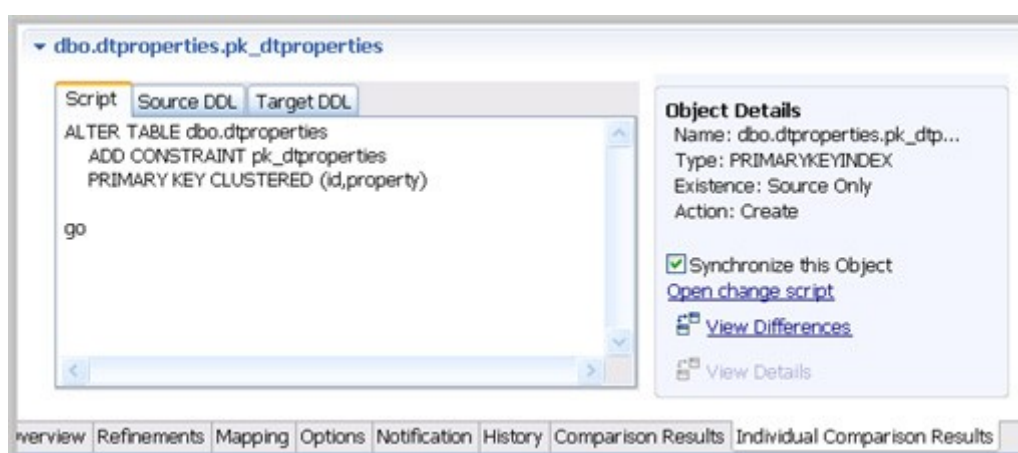 dbo.dtproperties.pk_dtproperties
Script Source DDL Target DDL
ALTER TABLE dbo.dtproperties
ADD CONSTRAINT pk_dtproperties
PRIMARY KEY CLUSTERED (id,property)
go
Object Details
Name: dbo.dtproperties.pk_dtp...
Type: PRIMARYKEYINDEX
Existence: Source Only
Action: Create
Synchronize this Object
Open change script
View Differences
View Details
verview Refinements Mapping Options Notification History Comparison Results Individual Comparison Results